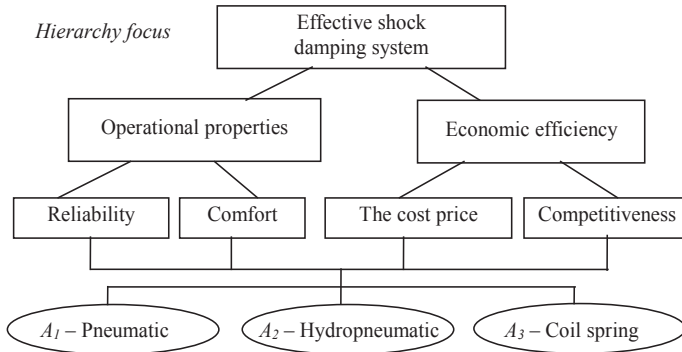 Hierarchy focus
Effective shock
damping system
Operational properties
Economic efficiency
Reliability
Comfort
The cost price
Competitiveness
A1 – Pneumatic
A2 – Hydropneumatic
A3 – Coil spring